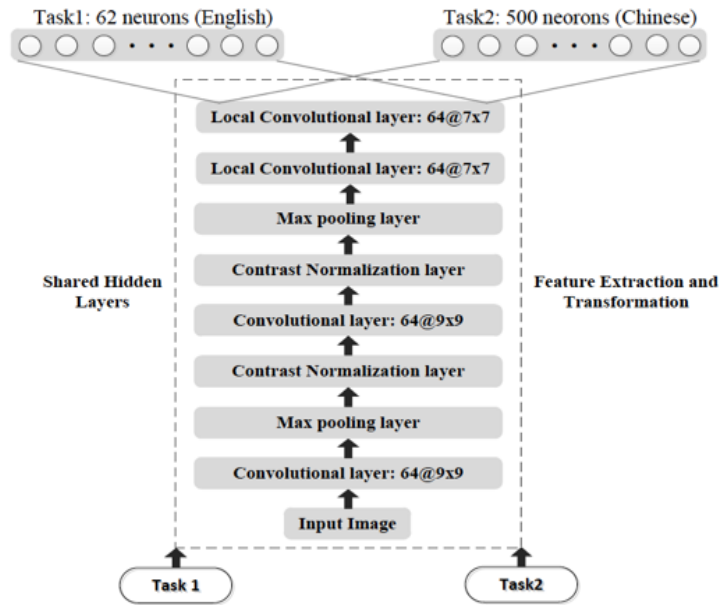 Task1: 62 neurons (English)
Task2: 500 neorons (Chinese)
Local Convolutional layer: 64@7x7
Local Convolutional layer: 64@7x7
Max pooling layer
Contrast Normalization layer
Shared Hidden
Layers
Feature Extraction and
Transformation
Convolutional layer: 64@9x9
Contrast Normalization layer
Max pooling layer
Convolutional layer: 64@9x9
Input Image
Task 1
Task2